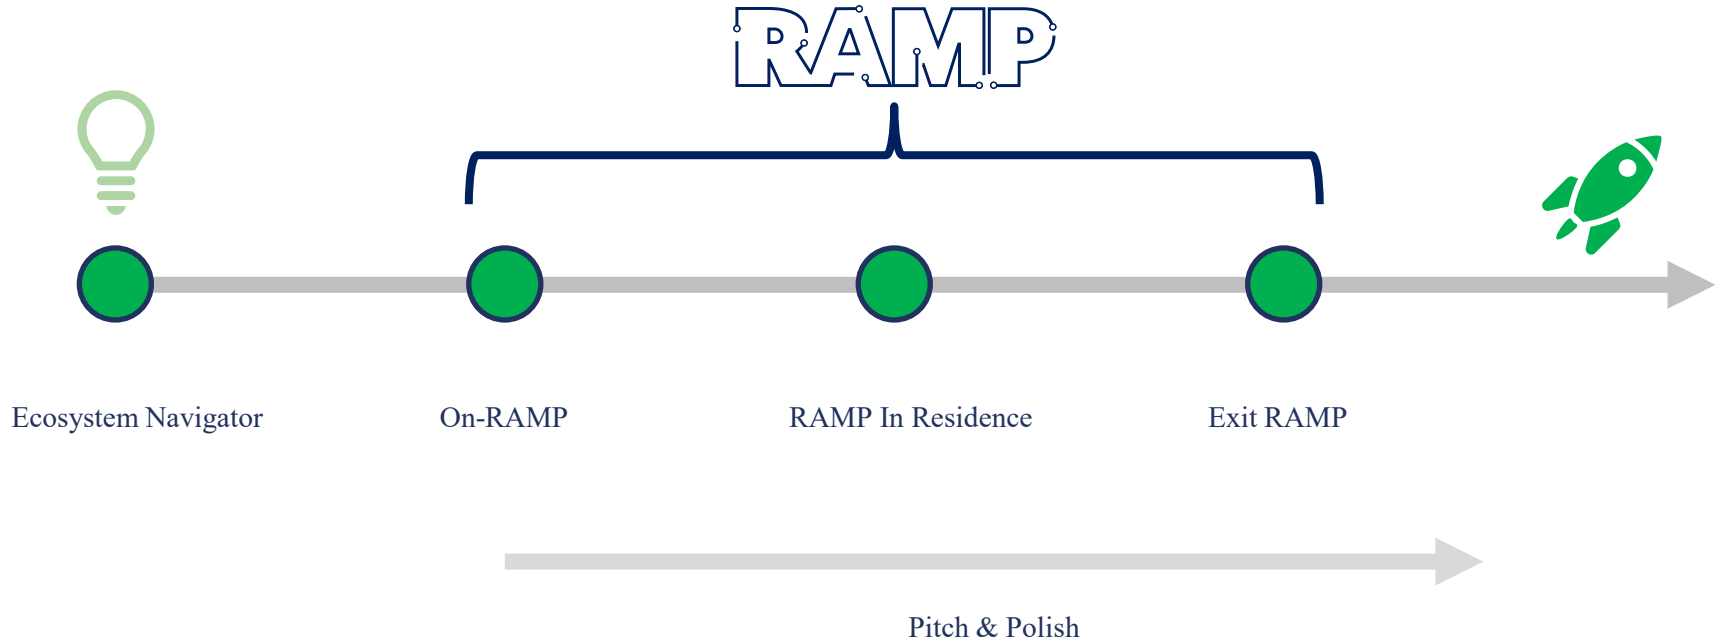 RAMP
Ecosystem Navigator
On-RAMP
RAMP In Residence
Exit RAMP
Pitch & Polish